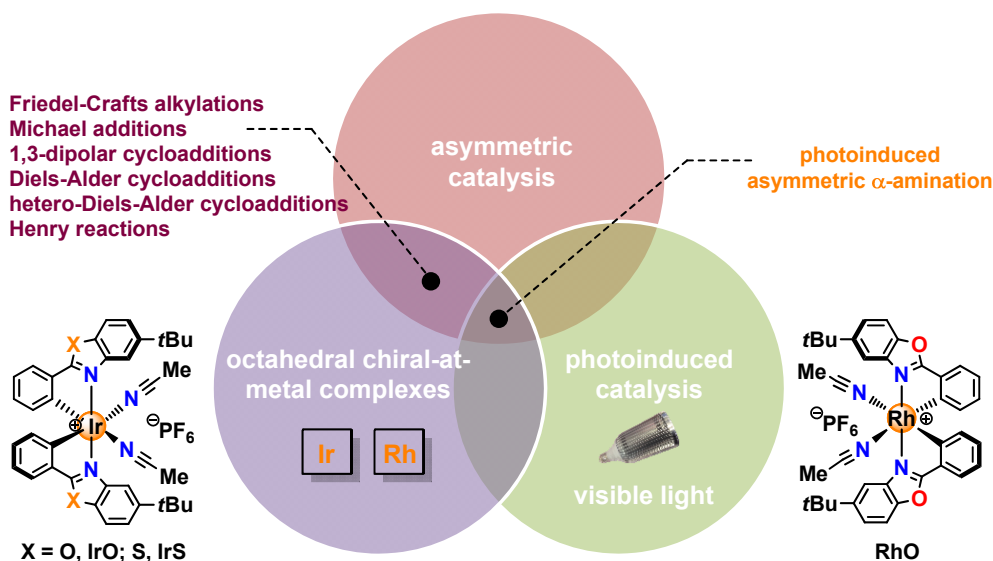 Friedel-Crafts alkylations
Michael additions
1,3-dipolar cycloadditions
Diels-Alder cycloadditions
hetero-Diels-Alder cycloadditions
Henry reactions
asymmetric
catalysis
photoinduced
asymmetric α-amination
octahedral chiral-at-
metal complexes
Ir
Rh
photoinduced
catalysis
visible light
X
tBu
N
N
Me
⊕
Ir
⊖PF6
N
Me
N
X
tBu
X = O, IrO; S, IrS
tBu
O
N
Me
N
Rh
⊕
⊖PF6
N
Me
N
O
tBu
RhO